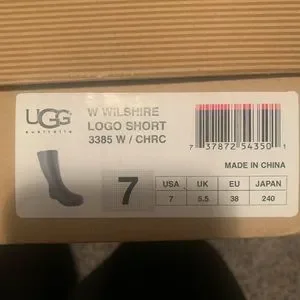 UGG
australia
W WILSHIRE
LOGO SHORT
3385 W / CHRC
7 37872 54350 1
MADE IN CHINA
7
USA UK EU JAPAN
7 5.5 38 240